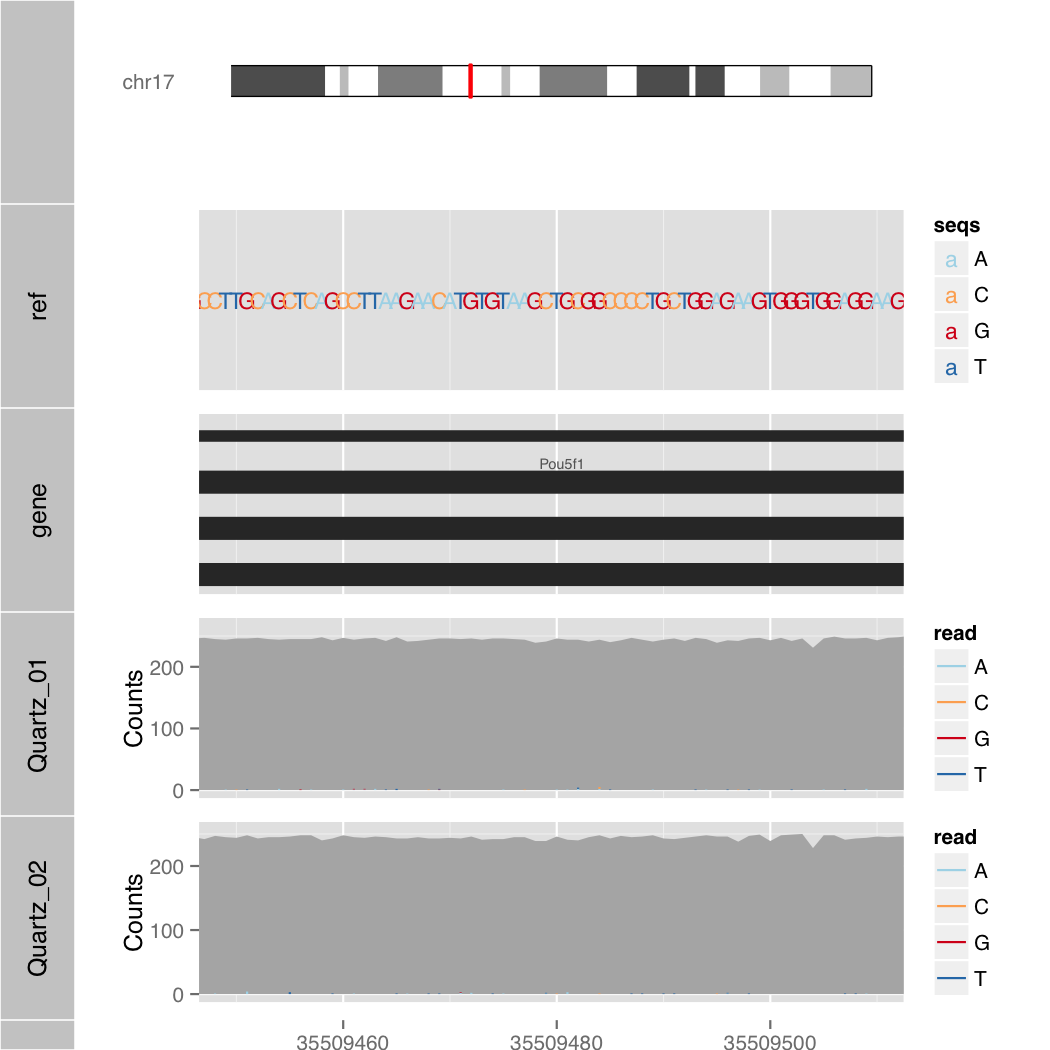 chr17
ref
CCTTGCAGCTCAGCCTTAAGAACATGTGTAAGCTGCGGCCCCTGCTGGAGAAGTGGGTGGAGGAAG
seqs
a A
a C
a G
a T
gene
Pou5f1
Quartz_01
Counts
200
100
0
read
A
C
G
T
Quartz_02
Counts
200
100
0
read
A
C
G
T
35509460
35509480
35509500